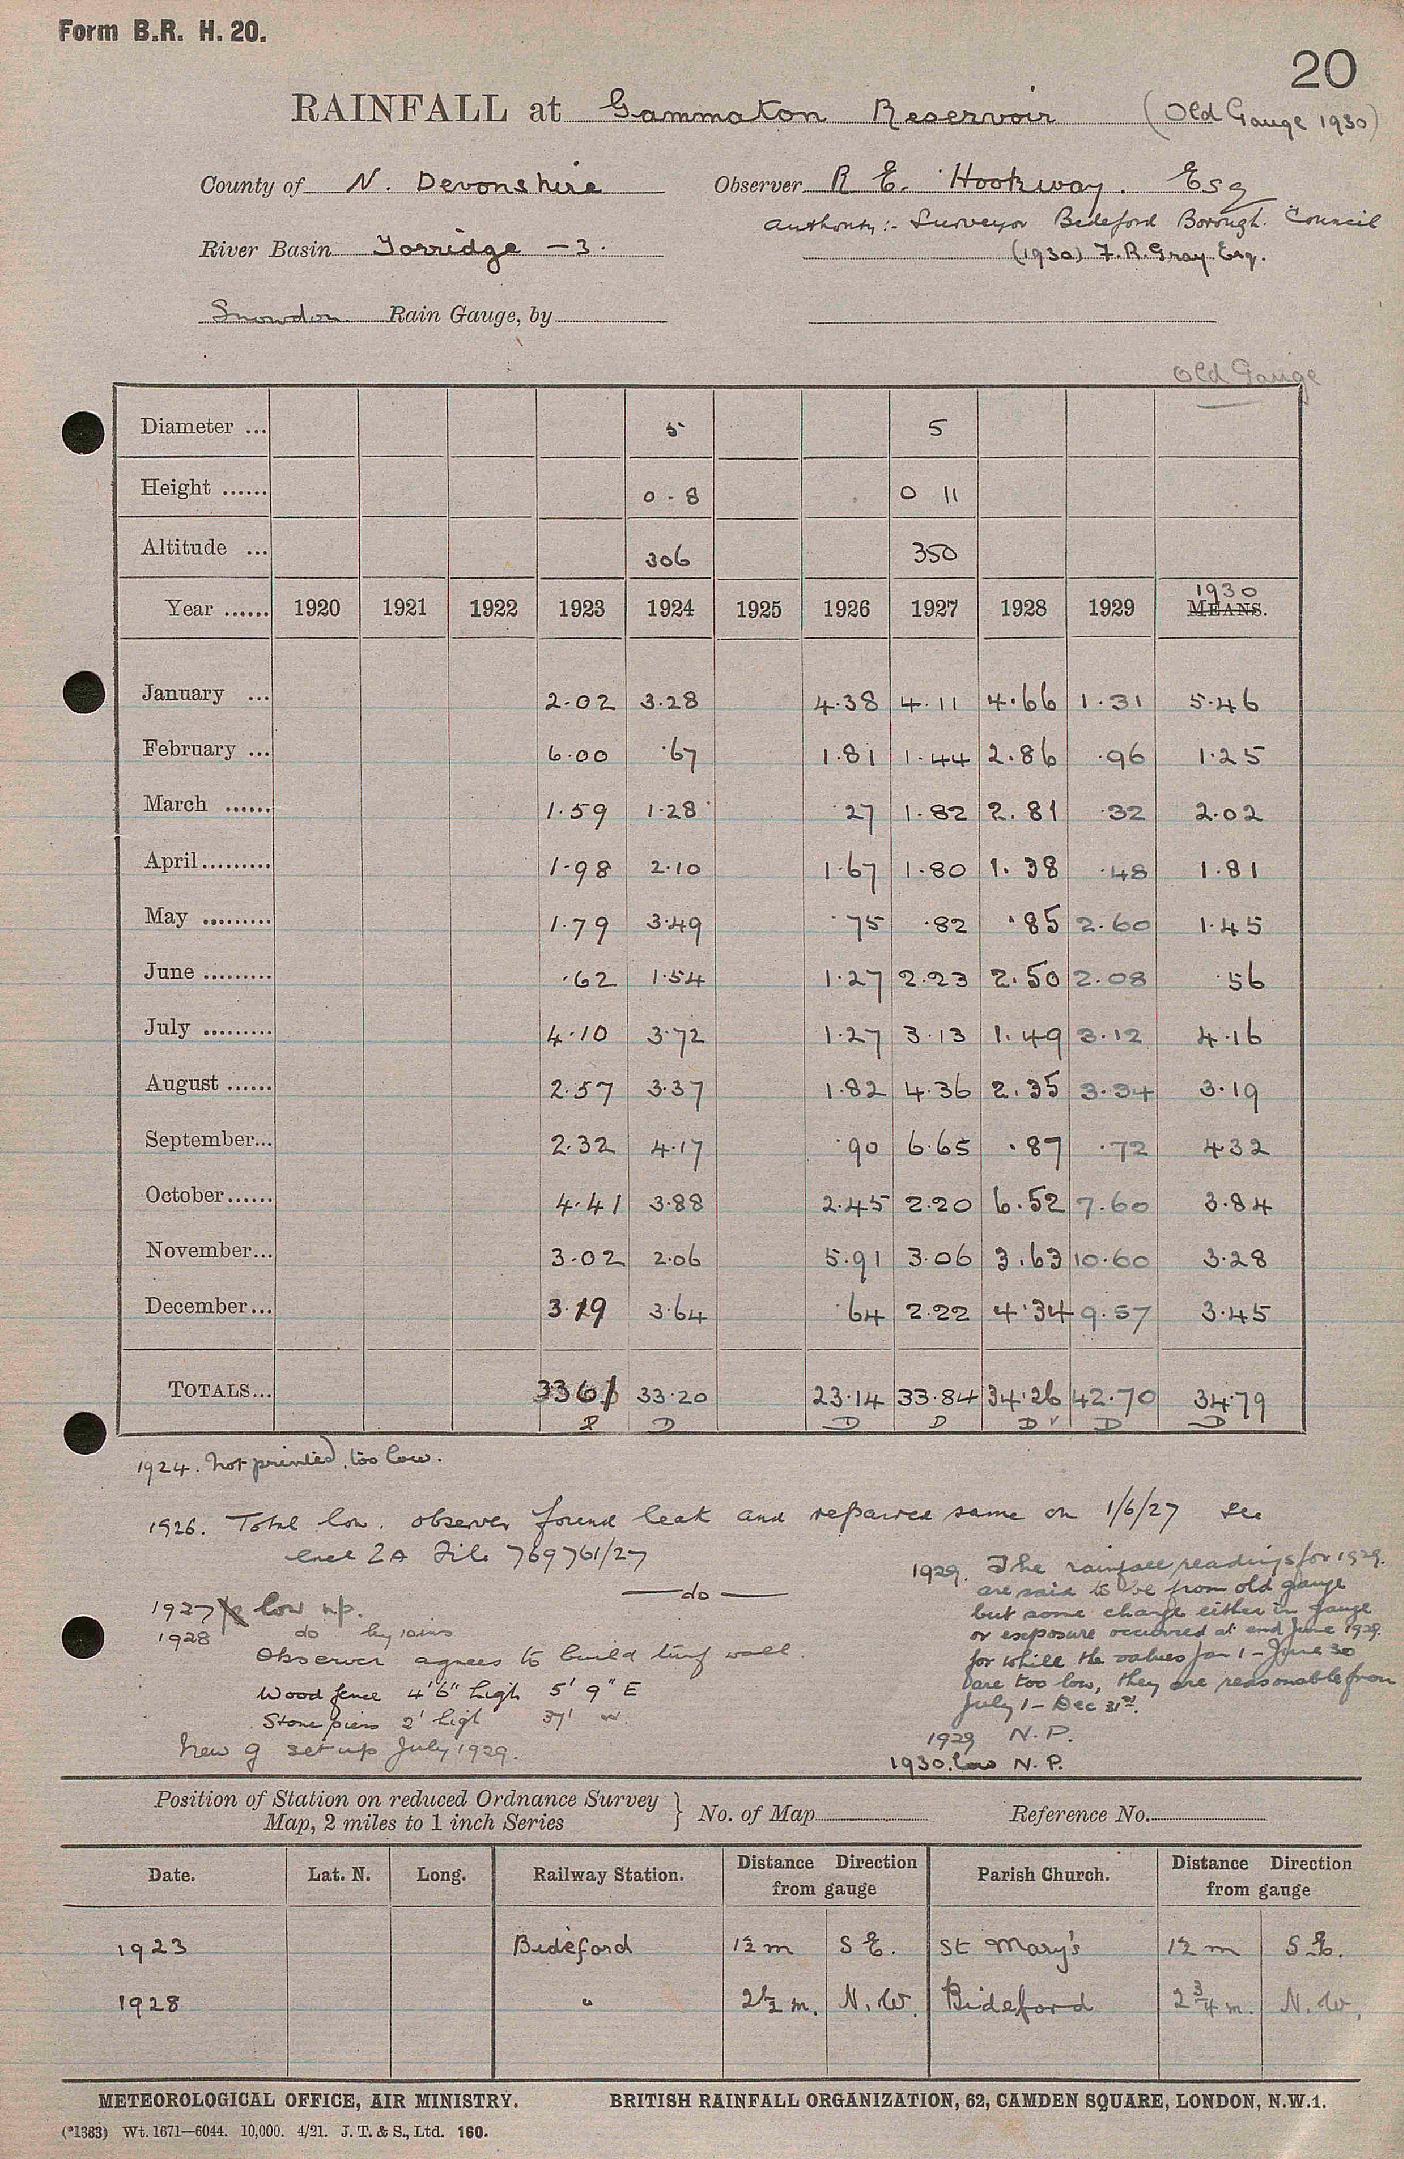 Form B.R. H. 20.
20
RAINFALL at Gammaton Reservoir (Old Gauge 1930)
County of N. Devonshire Observer R E. Hookway. Esq
Authority :- Surveyor Bideford Borough Council
River Basin Torridge - 3. (1930) F. R. Gray Esq.
Snowdon Rain Gauge, by
Old Gauge
Diameter ... 5 5
Height ...... 0 - 8 0 11
Altitude ... 306 350
Year ...... 1920 1921 1922 1923 1924 1925 1926 1927 1928 1929 1930 MEANS.
January ... 2.02 3.28 4.38 4.11 4.66 1.31 5.46
February ... 6.00 .67 1.81 1.44 2.86 .96 1.25
March ...... 1.59 1.28 .27 1.82 2.81 .32 2.02
April ......... 1.98 2.10 1.67 1.80 1.38 .48 1.81
May ......... 1.79 3.49 .75 .82 .85 2.60 1.45
June ......... .62 1.54 1.27 2.23 2.50 2.08 .56
July ......... 4.10 3.72 1.27 3.13 1.49 3.12 4.16
August ...... 2.57 3.37 1.82 4.36 2.35 3.34 3.19
September... 2.32 4.17 .90 6.65 .87 .72 4.32
October ...... 4.41 3.88 2.45 2.20 6.52 7.60 3.84
November... 3.02 2.06 5.91 3.06 3.63 10.60 3.28
December... 3.19 3.64 .64 2.22 4.34 9.57 3.45
TOTALS... 33.61 33.20 23.14 33.84 34.26 42.70 34.79
D D D D D D
1924. Not printed, too low.
1926. Total low. observer found leak and repaired same on 1/6/27 see
encl 2A File 769761/27
1927 low n.p. — do —
1928 do
Observer agrees to build turf wall.
Wood fence 4' 6" high 5' 9" E
Stone piers 2' high 37' W
New g set up July 1929.
1929. The rainfall readings for 1929.
are said to be from old gauge
but some change either in gauge
or exposure occurred at end June 1929.
for while the values Jan 1 - June 30
are too low, they are reasonable from
July 1 - Dec 31st.
1929 N. P.
1930. low N. P.
Position of Station on reduced Ordnance Survey Map, 2 miles to 1 inch Series } No. of Map Reference No.
Date. Lat. N. Long. Railway Station. Distance Direction from gauge Parish Church. Distance Direction from gauge
1923 Bideford 1½ m S E. St Mary's 1½ m S E.
1928 " 2½ m. N. W. Bideford 2¾ m. N. W.
METEOROLOGICAL OFFICE, AIR MINISTRY. BRITISH RAINFALL ORGANIZATION, 62, CAMDEN SQUARE, LONDON, N.W.1.
(*1383) Wt. 1671—6044. 10,000. 4/21. J. T. & S., Ltd. 160.